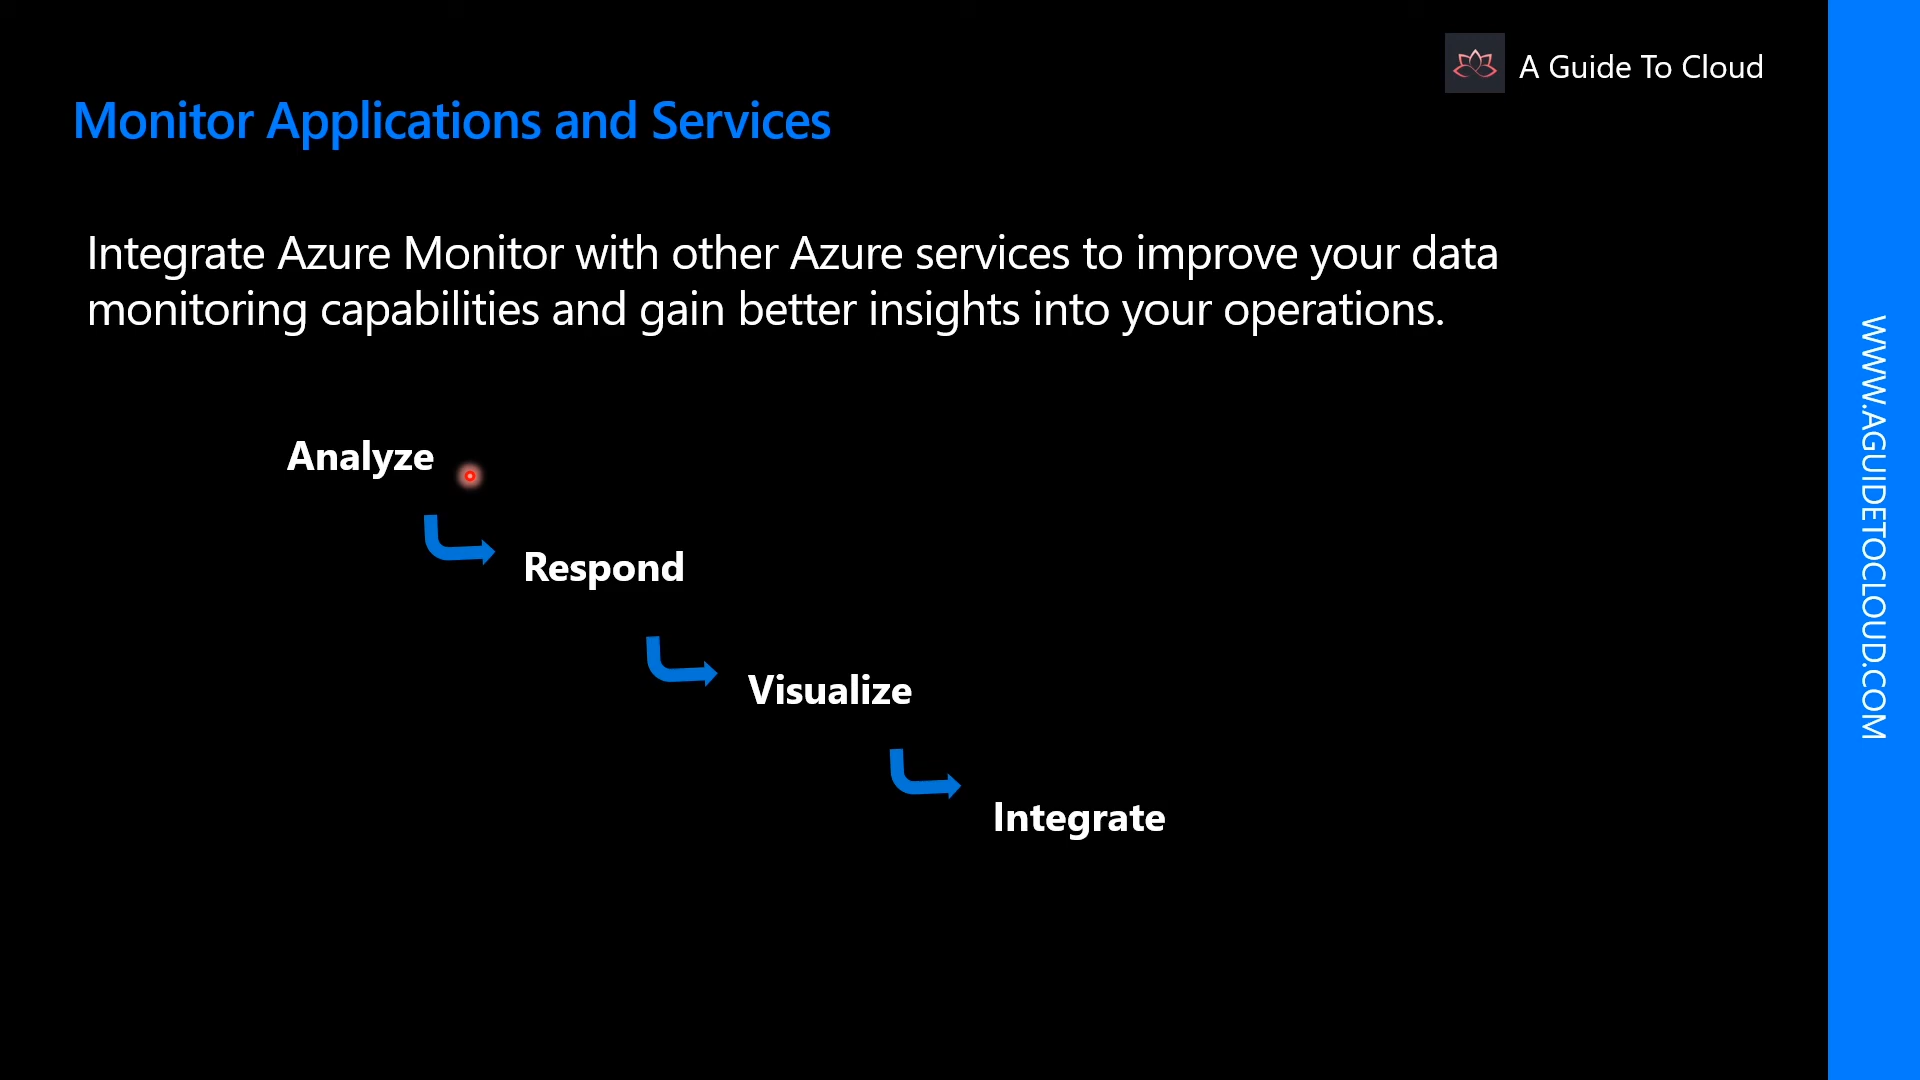 A Guide To Cloud
Monitor Applications and Services
Integrate Azure Monitor with other Azure services to improve your data
monitoring capabilities and gain better insights into your operations.
Analyze
Respond
Visualize
Integrate
WWW.AGUIDETOCLOUD.COM